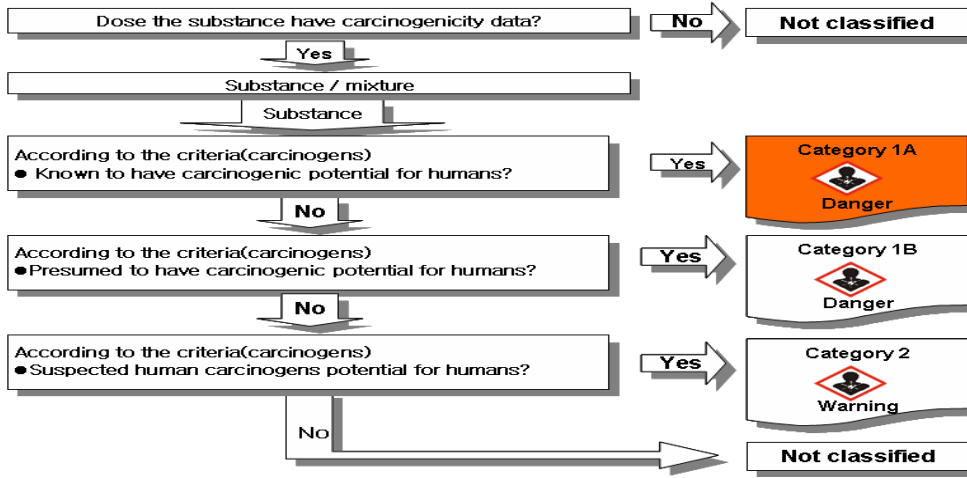 Dose the substance have carcinogenicity data?
No
Not classified
Yes
Substance / mixture
Substance
According to the criteria(carcinogens)
● Known to have carcinogenic potential for humans?
Yes
Category 1A
Danger
No
According to the criteria(carcinogens)
●Presumed to have carcinogenic potential for humans?
Yes
Category 1B
Danger
No
According to the criteria(carcinogens)
●Suspected human carcinogens potential for humans?
Yes
Category 2
Warning
No
Not classified